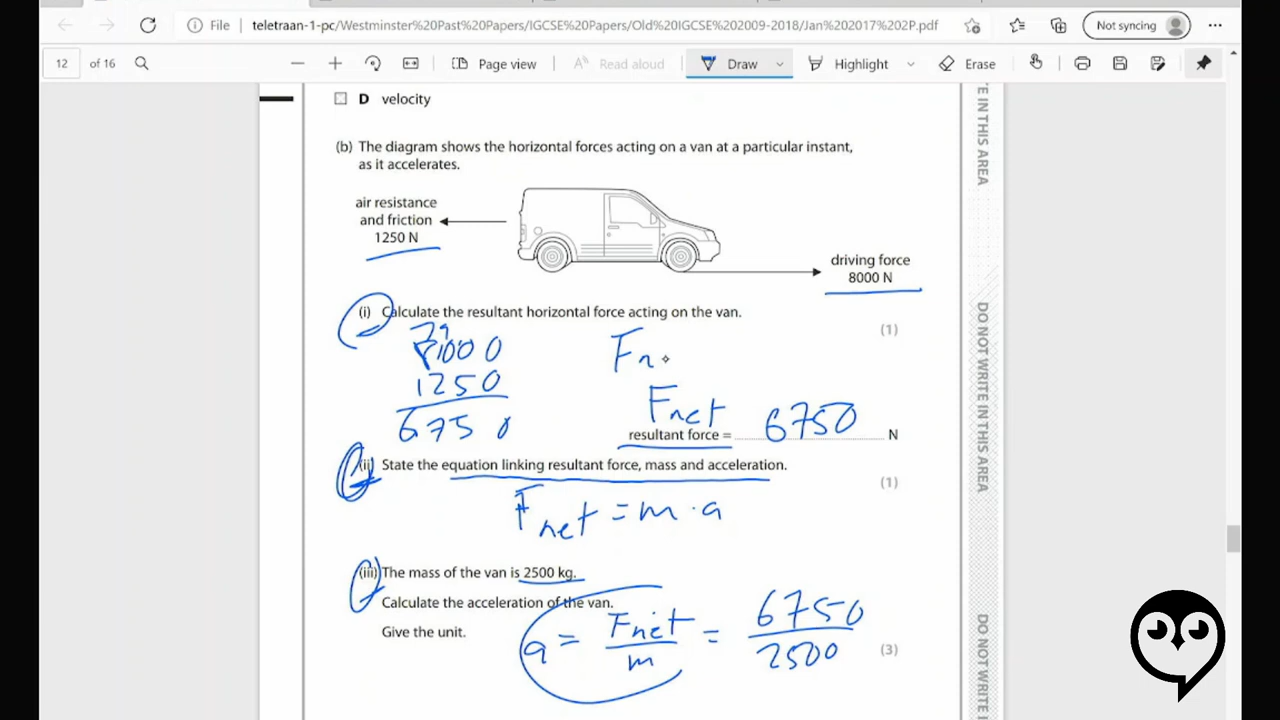 File
teletraan-1-pc/Westminster%20Past%20Papers/IGCSE%20Papers/Old%20IGCSE%202009-2018/Jan%202017%202P.pdf
Not syncing
12 of 16
Page view
Read aloud
Draw
Highlight
Erase
D velocity
(b) The diagram shows the horizontal forces acting on a van at a particular instant,
as it accelerates.
air resistance
and friction
1250 N
driving force
8000 N
(i) Calculate the resultant horizontal force acting on the van.
(1)
Fn
1250
6750
Fnet
resultant force = 6750 N
(ii) State the equation linking resultant force, mass and acceleration.
(1)
Fnet = m · a
(iii) The mass of the van is 2500 kg.
Calculate the acceleration of the van.
Give the unit.
a = Fnet / m = 6750 / 2500
(3)
E IN THIS AREA
DO NOT WRITE IN THIS AREA
DO NOT WRITE I